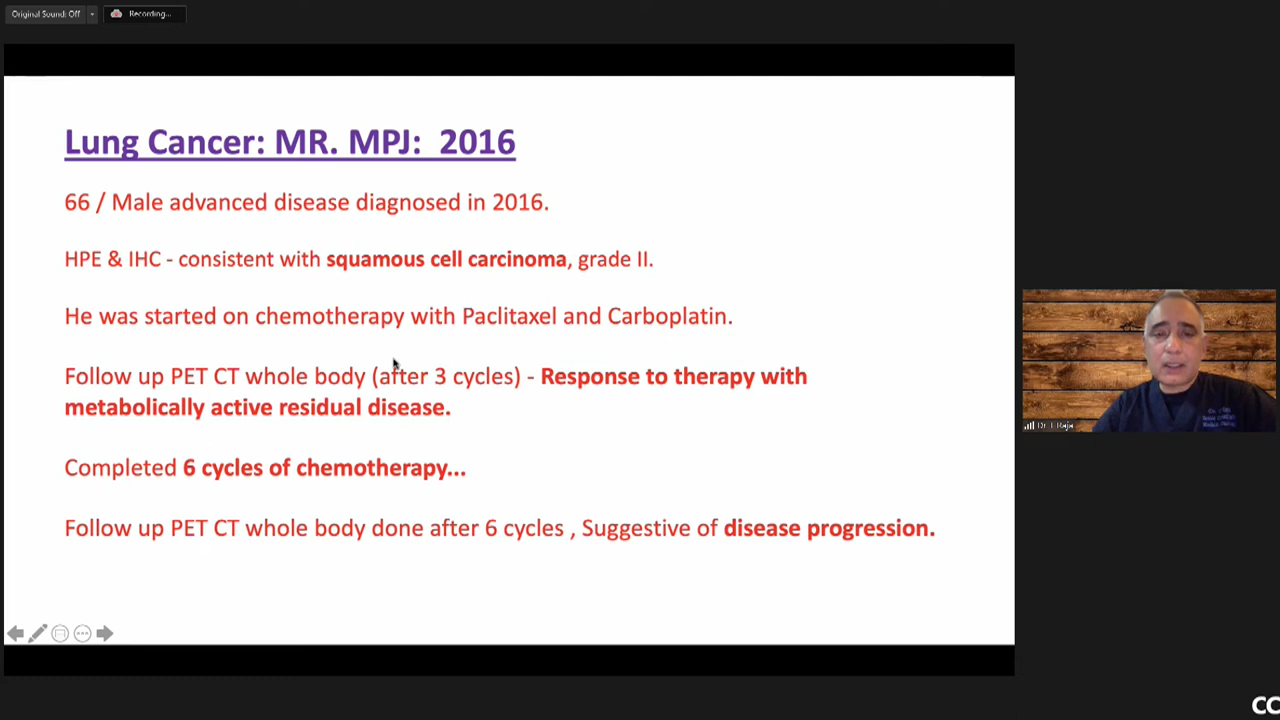 Original Sound: Off
Recording...
Lung Cancer: MR. MPJ: 2016
66 / Male advanced disease diagnosed in 2016.
HPE & IHC - consistent with squamous cell carcinoma, grade II.
He was started on chemotherapy with Paclitaxel and Carboplatin.
Follow up PET CT whole body (after 3 cycles) - Response to therapy with
metabolically active residual disease.
Completed 6 cycles of chemotherapy...
Follow up PET CT whole body done after 6 cycles , Suggestive of disease progression.
Dr. T Raja
CC